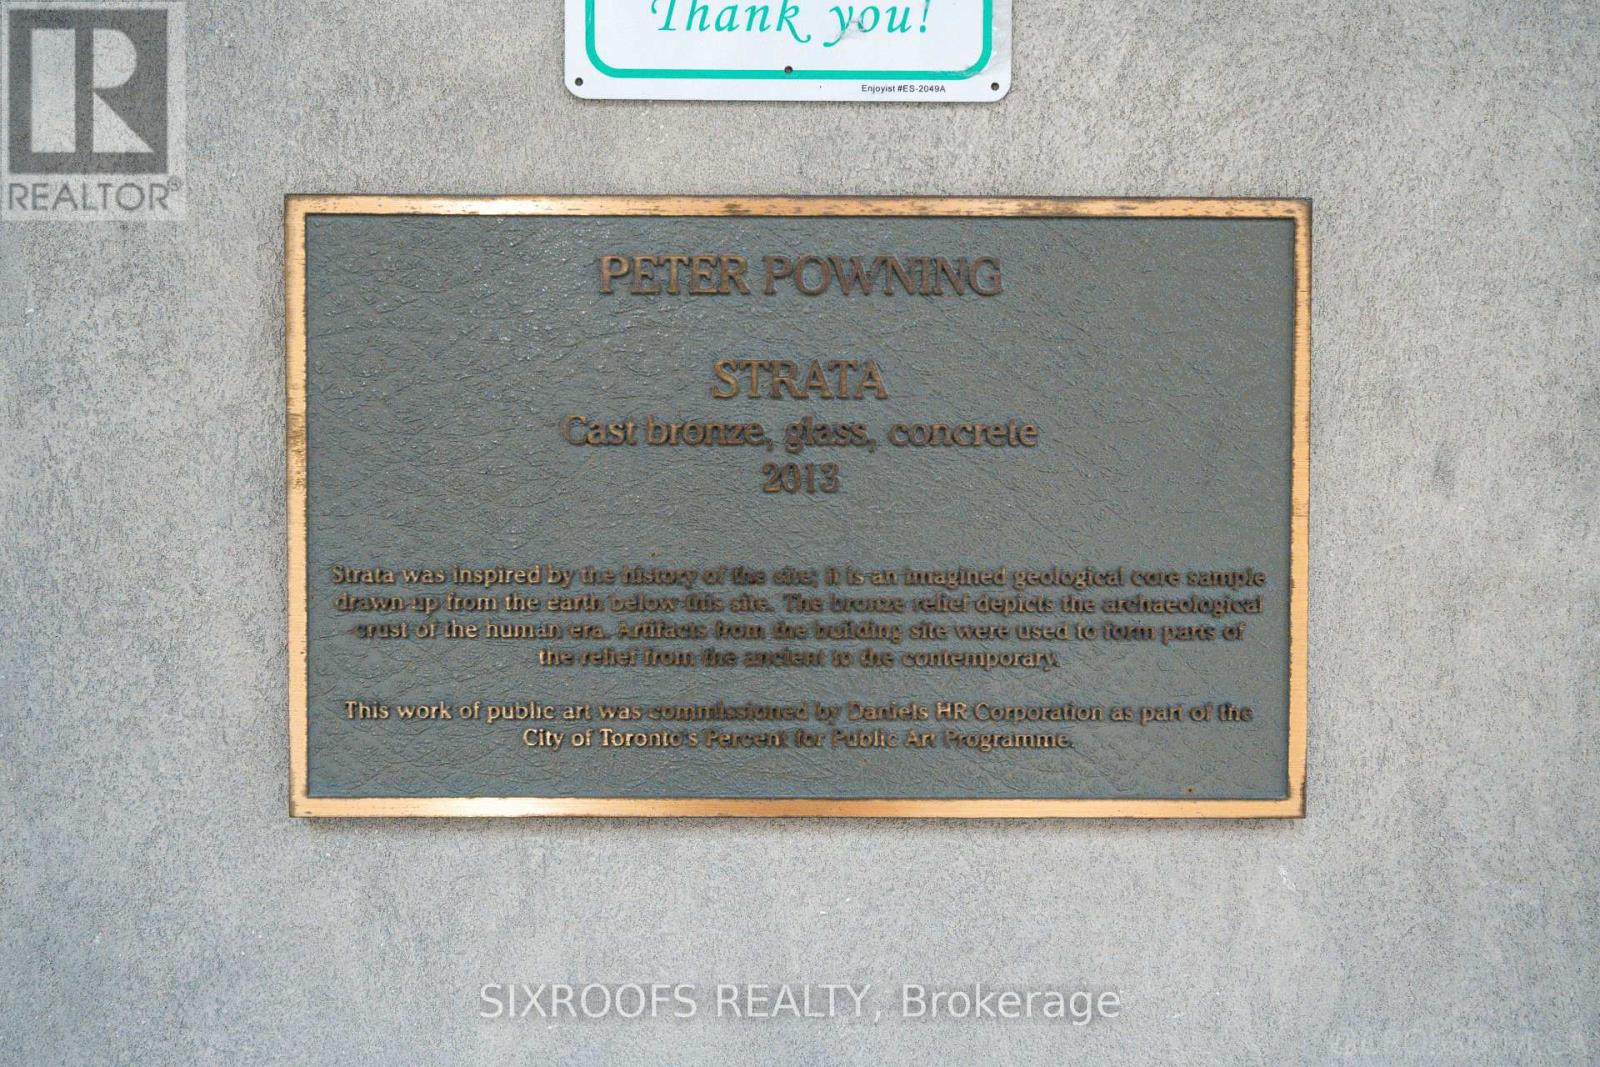 Thank you!
Enjoyist #ES-2049A
REALTOR®
PETER POWNING
STRATA
Cast bronze, glass, concrete
2013
Strata was inspired by the history of the site; it is an imagined geological core sample
drawn up from the earth below this site. The bronze relief depicts the archaeological
crust of the human era. Artifacts from the building site were used to form parts of
the relief from the ancient to the contemporary.
This work of public art was commissioned by Daniels HR Corporation as part of the
City of Toronto's Percent for Public Art Programme.
SIXROOFS REALTY, Brokerage